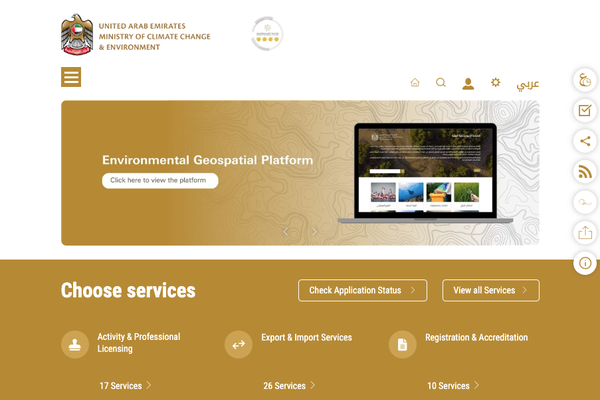 UNITED ARAB EMIRATES
MINISTRY OF CLIMATE CHANGE
& ENVIRONMENT
عربي
Environmental Geospatial Platform
Click here to view the platform
Choose services
Check Application Status
View all Services
Activity & Professional
Licensing
Export & Import Services
Registration & Accreditation
17 Services
26 Services
10 Services